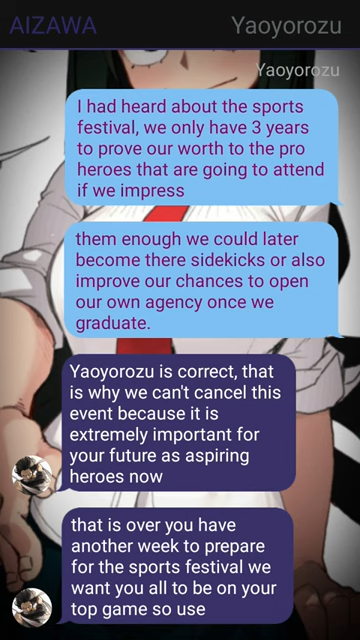 AIZAWA
Yaoyorozu
Yaoyorozu
I had heard about the sports
festival, we only have 3 years
to prove our worth to the pro
heroes that are going to attend
if we impress
them enough we could later
become there sidekicks or also
improve our chances to open
our own agency once we
graduate.
Yaoyorozu is correct, that
is why we can't cancel this
event because it is
extremely important for
your future as aspiring
heroes now
that is over you have
another week to prepare
for the sports festival we
want you all to be on your
top game so use